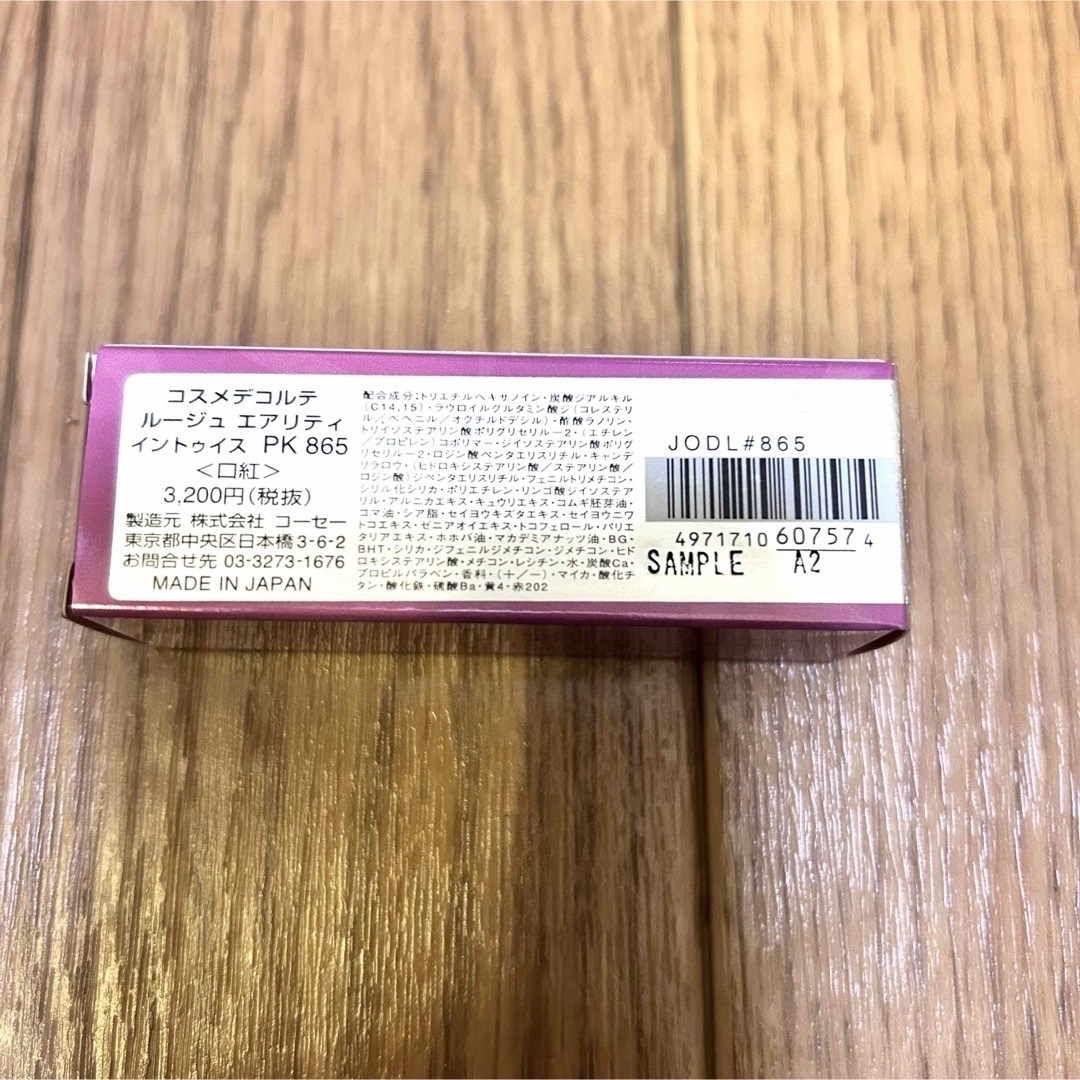 コスメデコルテ
ルージュ エアリティ
イントゥイス PK 865
＜口紅＞
3,200円(税抜)
製造元 株式会社 コーセー
東京都中央区日本橋3-6-2
お問合せ先 03-3273-1676
MADE IN JAPAN
配合成分:トリエチルヘキサノイン・炭酸ジアルキル
(C14,15)・ラウロイルグルタミン酸ジ(コレステリ
ル／ベヘニル／オクチルドデシル)・酢酸ラノリン・
トリイソステアリン酸ポリグリセリル－2・(エチレン
／プロピレン)コポリマー・ジイソステアリン酸ポリグ
リセリル－2・ロジン酸ペンタエリスリチル・キャンデ
リラロウ・(ヒドロキシステアリン酸／ステアリン酸／
ロジン酸)ジペンタエリスリチル・フェニルトリメチコン・
シリル化シリカ・ポリエチレン・リンゴ酸ジイソステア
リル・アルニカエキス・キュウリエキス・コムギ胚芽油・
ゴマ油・シア脂・セイヨウキズタエキス・セイヨウニワ
トコエキス・ゼニアオイエキス・トコフェロール・パリエ
タリアエキス・ホホバ油・マカデミアナッツ油・BG・
BHT・シリカ・ジフェニルジメチコン・ジメチコン・ヒド
ロキシステアリン酸・メチコン・レシチン・水・炭酸Ca・
プロピルパラベン・香料・(＋/－)・マイカ・酸化チ
タン・酸化鉄・硫酸Ba・黄4・赤202
JODL#865
4971710 60757 4
SAMPLE A2